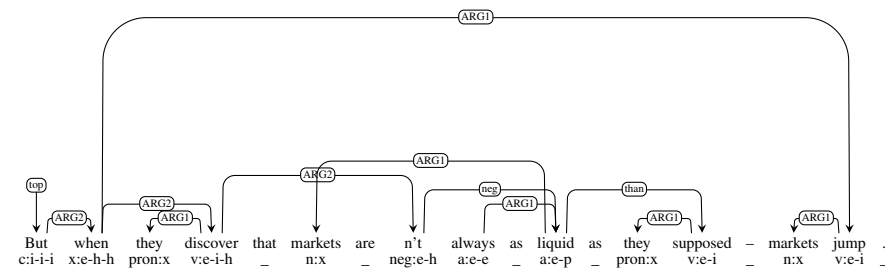 ARG1
ARG1
top
ARG2
neg
than
ARG2 ARG2 ARG1 ARG1 ARG1 ARG1
But when they discover that markets are n't always as liquid as they supposed – markets jump .
c:i-i-i x:e-h-h pron:x v:e-i-h _ n:x _ neg:e-h a:e-e _ a:e-p _ pron:x v:e-i _ n:x v:e-i _